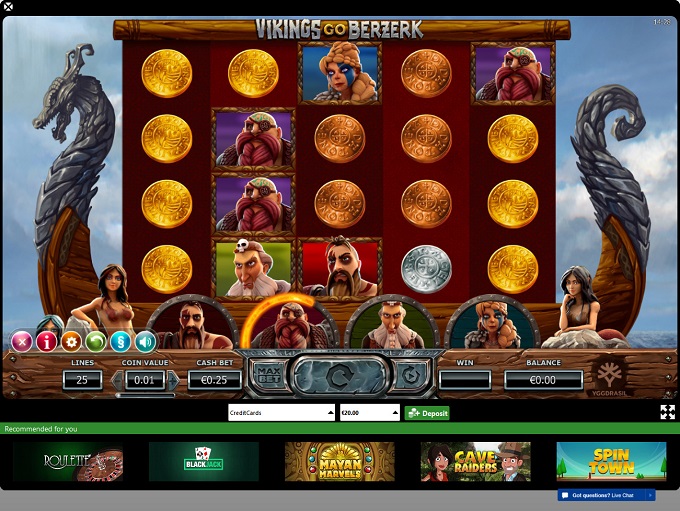 VIKINGS GO BERZERK
14:28
LINES
COIN VALUE
CASH BET
WIN
BALANCE
25
0.01
€0.25
MAX BET
€0.00
YGGDRASIL
CreditCards
€20.00
Deposit
Recommended for you
ROULETTE
BLACKJACK
MAYAN MARVELS
CAVE RAIDERS
SPIN TOWN
Got questions? Live Chat